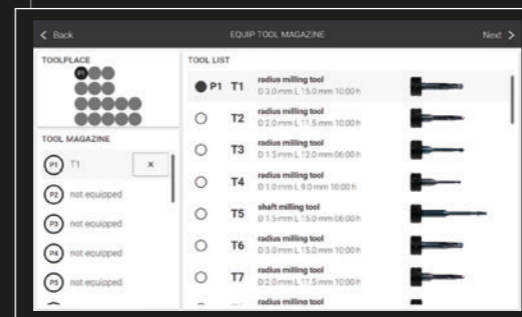 Back
EQUIP TOOL MAGAZINE
Next
TOOLPLACE
P1
TOOL MAGAZINE
P1 T1 x
P2 not equipped
P3 not equipped
P4 not equipped
P5 not equipped
TOOL LIST
P1 T1 radius milling tool
D 3.0 mm L 15.0 mm 10:00 h
T2 radius milling tool
D 2.0 mm L 11.5 mm 10:00 h
T3 radius milling tool
D 1.5 mm L 12.0 mm 06:00 h
T4 radius milling tool
D 1.0 mm L 9.0 mm 10:00 h
T5 shaft milling tool
D 1.5 mm L 15.0 mm 06:00 h
T6 radius milling tool
D 3.0 mm L 15.0 mm 10:00 h
T7 radius milling tool
D 2.0 mm L 11.5 mm 10:00 h
radius milling tool